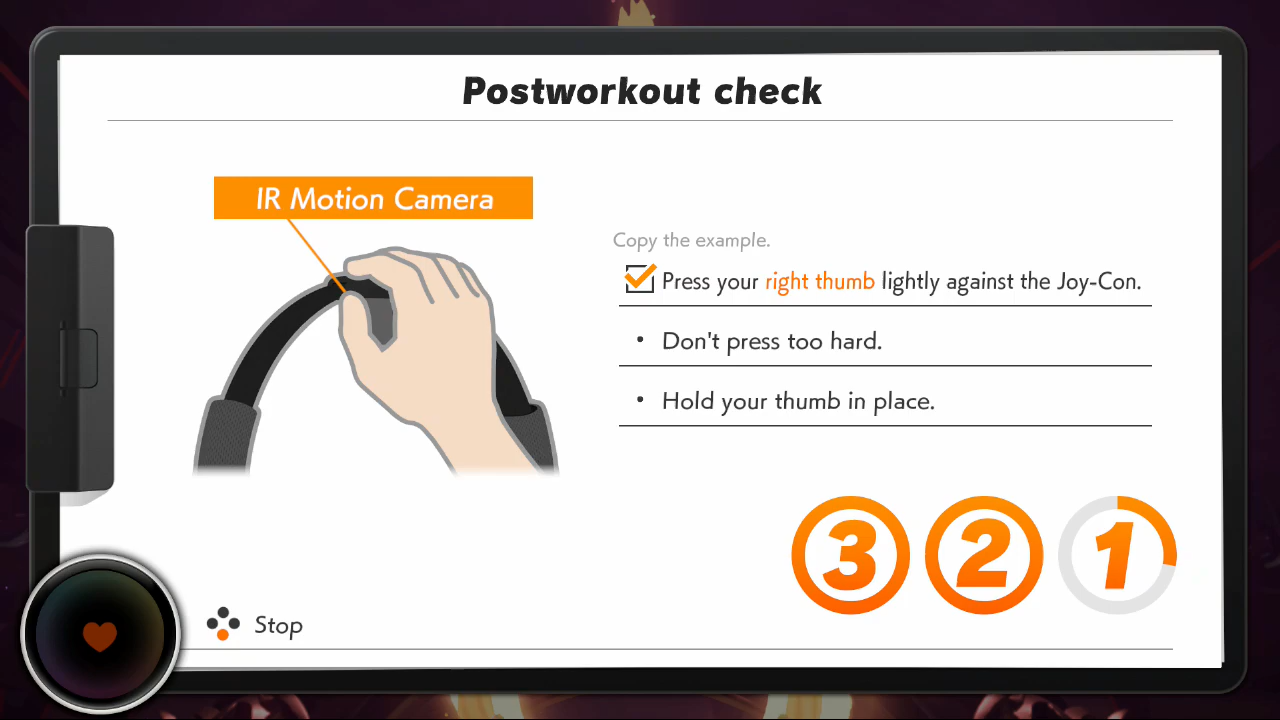 Postworkout check
IR Motion Camera
Copy the example.
Press your right thumb lightly against the Joy-Con.
• Don't press too hard.
• Hold your thumb in place.
3 2 1
Stop